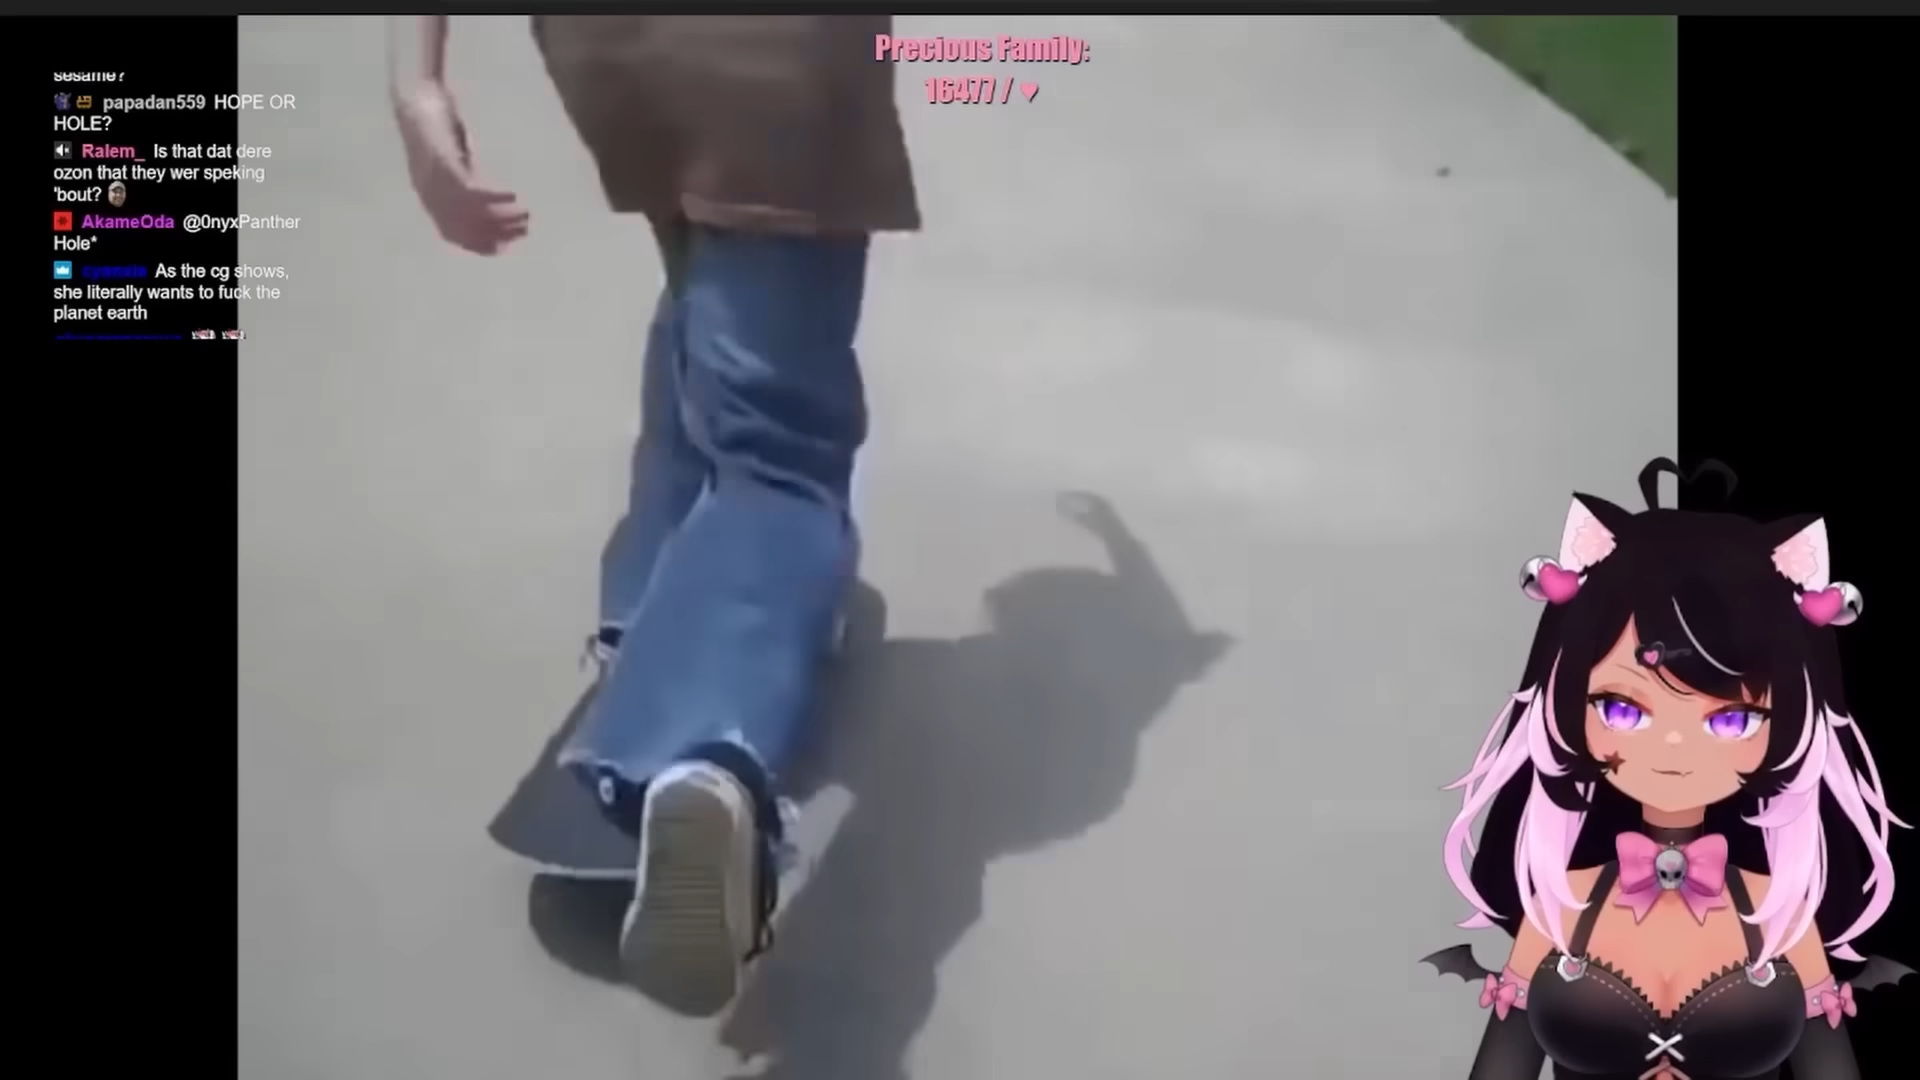 Precious Family:
16477 / ♥
sesame?
papadan559 HOPE OR
HOLE?
Ralem_ Is that dat dere
ozon that they wer speking
'bout?
AkameOda @0nyxPanther
Hole*
As the cg shows,
she literally wants to fuck the
planet earth